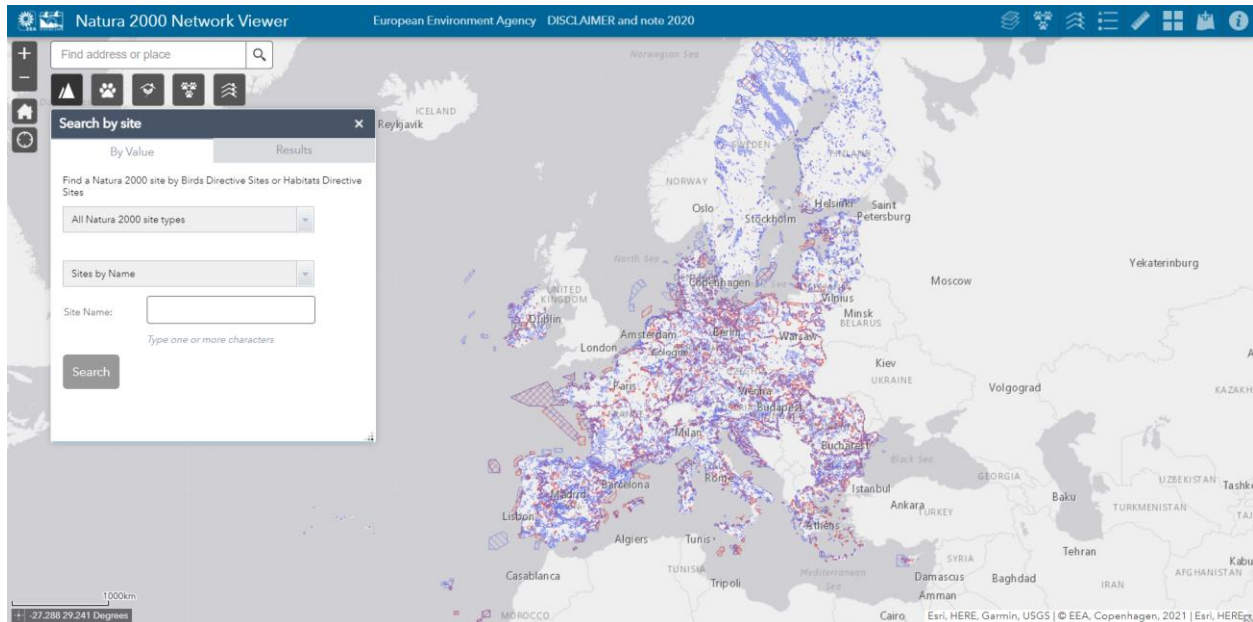 Natura 2000 Network Viewer
European Environment Agency DISCLAIMER and note 2020
EEA
Find address or place
Search by site
By Value
Results
Find a Natura 2000 site by Birds Directive Sites or Habitats Directive
Sites
All Natura 2000 site types
Sites by Name
Site Name:
Type one or more characters
Search
Norwegian Sea
ICELAND
Reykjavik
SWEDEN
FINLAND
NORWAY
Oslo
Helsinki
Saint
Petersburg
Stockholm
North Sea
Copenhagen
Yekaterinburg
Moscow
UNITED
KINGDOM
Dublin
Vilnius
Minsk
BELARUS
Amsterdam
Berlin
Warsaw
London
Cologne
Kiev
UKRAINE
Paris
Vienna
Budapest
Volgograd
KAZAKH
Milan
Bucharest
Black Sea
Rome
Barcelona
Madrid
Istanbul
GEORGIA
UZBEKISTAN
Tashk
Baku
Ankara
TURKEY
TURKMENISTAN
TAJ
Lisbon
Athens
Algiers
Tunis
Tehran
Kabu
SYRIA
AFGHANISTAN
Casablanca
TUNISIA
Mediterranean
Sea
Damascus
Baghdad
IRAN
Tripoli
Amman
MOROCCO
Cairo
1000km
-27.288 29.241 Degrees
Esri, HERE, Garmin, USGS | © EEA, Copenhagen, 2021 | Esri, HERE